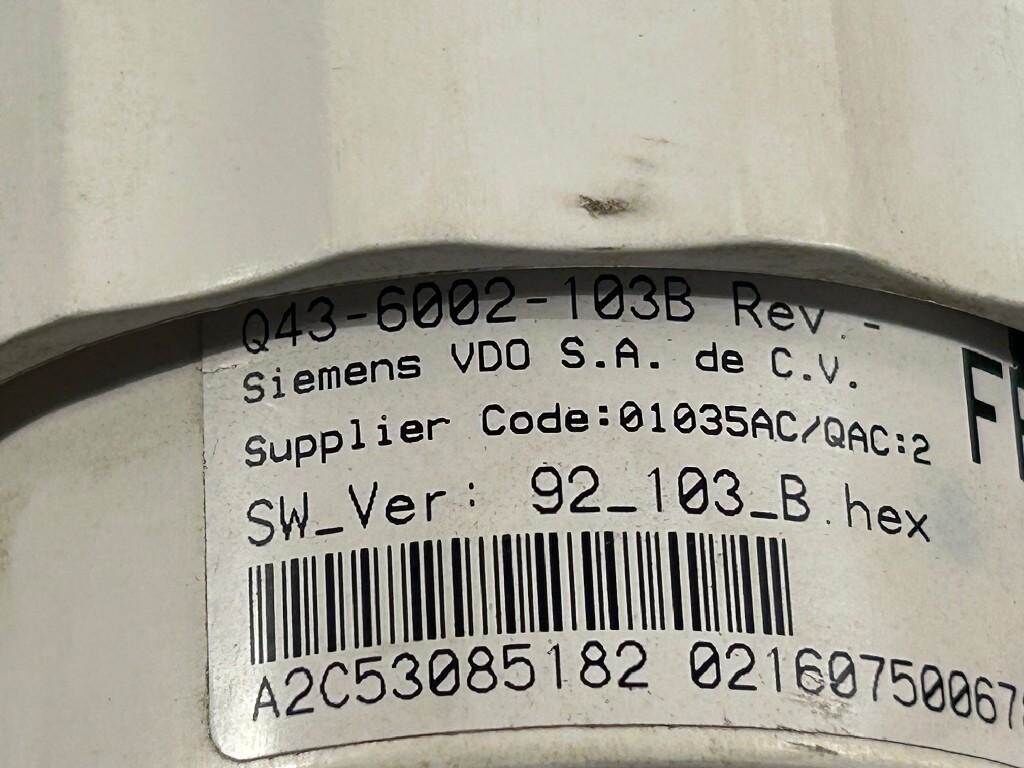 Q43-6002-103B Rev. -
Siemens VDO S.A. de C.V.
Supplier Code:01035AC/QAC:2
SW_Ver: 92_103_B.hex
A2C53085182